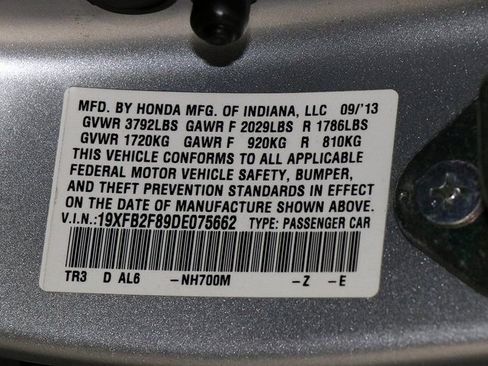 MFD. BY HONDA MFG. OF INDIANA, LLC 09/'13
GVWR 3792LBS GAWR F 2029LBS R 1786LBS
GVWR 1720KG GAWR F 920KG R 810KG
THIS VEHICLE CONFORMS TO ALL APPLICABLE
FEDERAL MOTOR VEHICLE SAFETY, BUMPER,
AND THEFT PREVENTION STANDARDS IN EFFECT
ON THE DATE OF MANUFACTURE SHOWN ABOVE.
V.I.N.:19XFB2F89DE075662 TYPE: PASSENGER CAR
TR3 D AL6 -NH700M -Z -E